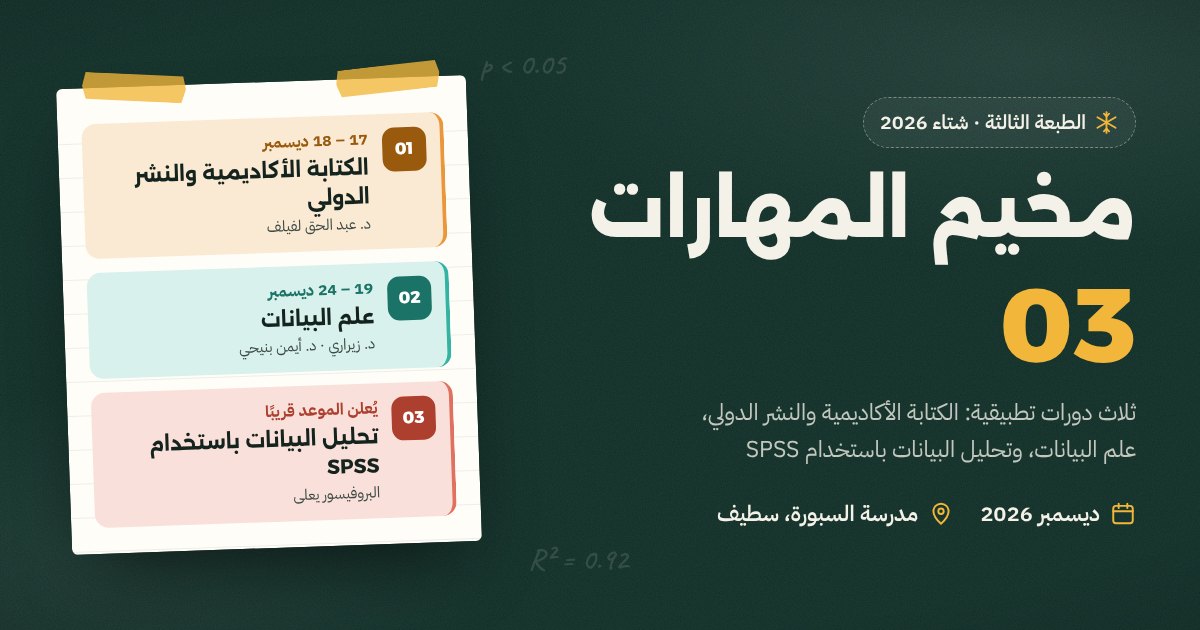 الطبعة الثالثة · شتاء 2026
مخيم المهارات
03
ثلاث دورات تطبيقية: الكتابة الأكاديمية والنشر الدولي،
علم البيانات، وتحليل البيانات باستخدام SPSS
ديسمبر 2026
مدرسة السبورة، سطيف
p < 0.05
01
17 – 18 ديسمبر
الكتابة الأكاديمية والنشر
الدولي
د. عبد الحق لفيلف
02
19 – 24 ديسمبر
علم البيانات
د. زيراري · د. أيمن بنيحي
03
يُعلن الموعد قريبًا
تحليل البيانات باستخدام
SPSS
البروفيسور يعلى
R² = 0.92